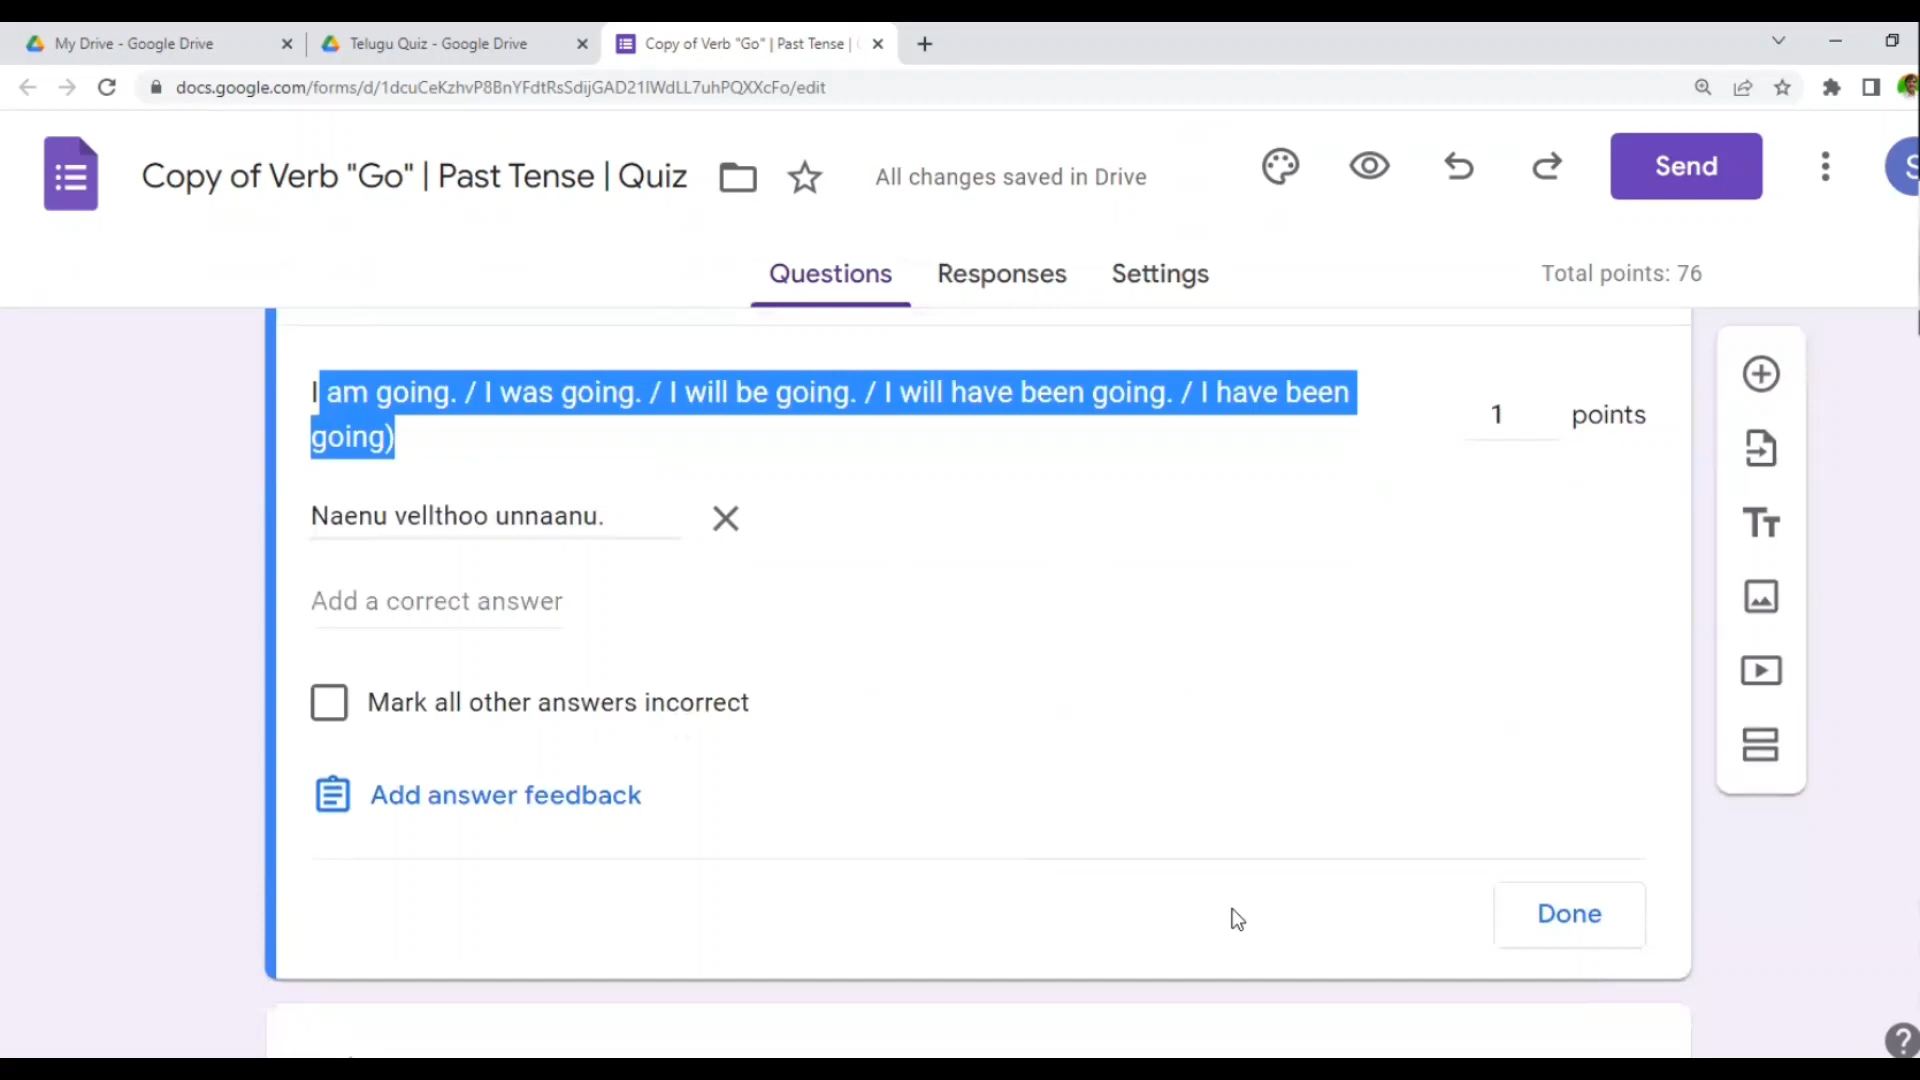 My Drive - Google Drive
Telugu Quiz - Google Drive
Copy of Verb "Go" | Past Tense |
docs.google.com/forms/d/1dcuCeKzhvP8BnYFdtRsSdijGAD21IWdLL7uhPQXXcFo/edit
Copy of Verb "Go" | Past Tense | Quiz
All changes saved in Drive
Send
S
Questions
Responses
Settings
Total points: 76
I am going. / I was going. / I will be going. / I will have been going. / I have been
going)
1 points
Naenu vellthoo unnaanu.
Add a correct answer
Mark all other answers incorrect
Add answer feedback
Done